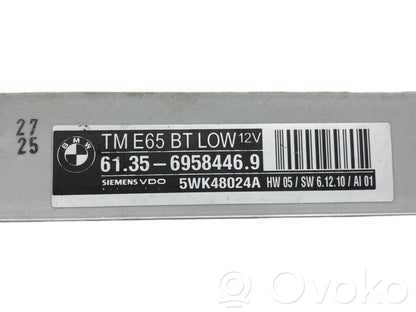 27
25
BMW
TM E65 BT LOW 12V
61.35-6958446.9
SIEMENS VDO 5WK48024A HW 05 / SW 6.12.10 / AI 01
ovoko